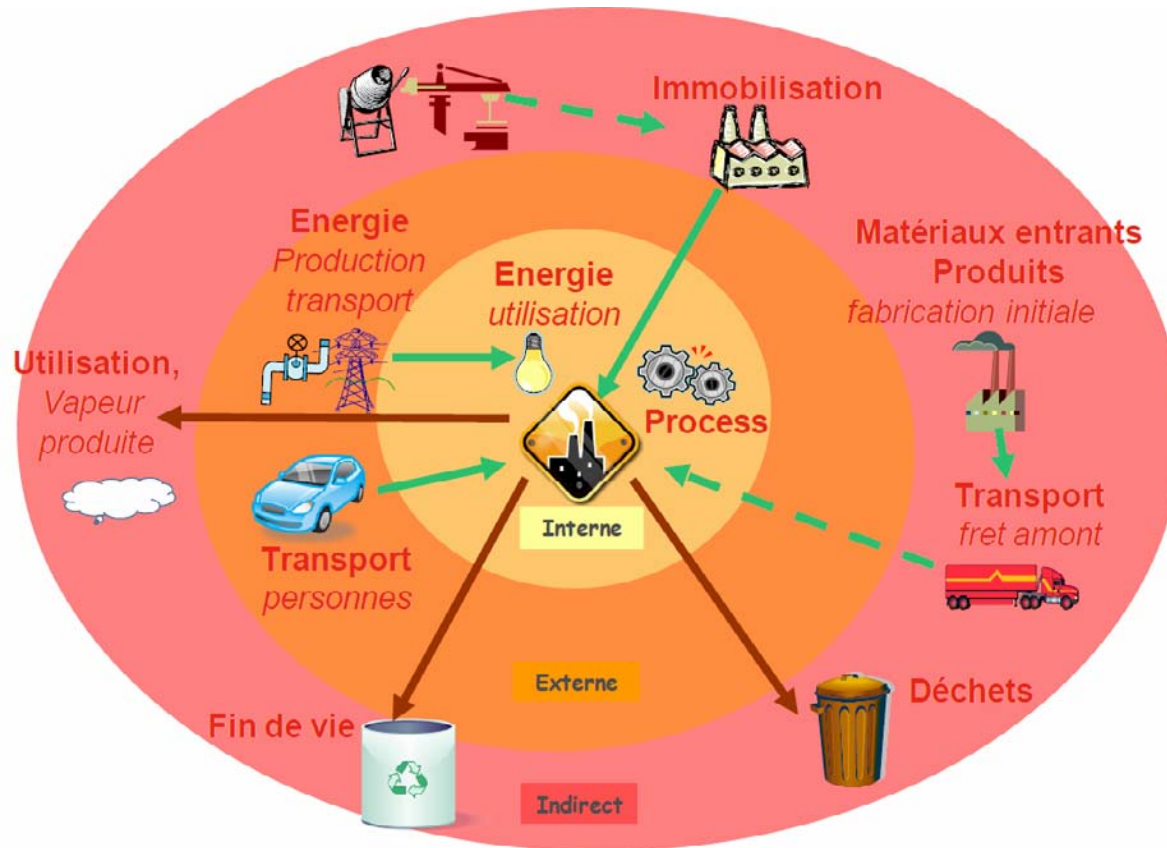 Immobilisation
Energie
Production
transport
Energie
utilisation
Matériaux entrants
Produits
fabrication initiale
Utilisation,
Vapeur
produite
Process
Transport
personnes
Interne
Transport
fret amont
Externe
Déchets
Fin de vie
Indirect